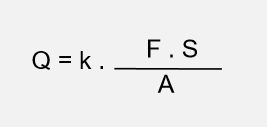 Q = k . F . S
A